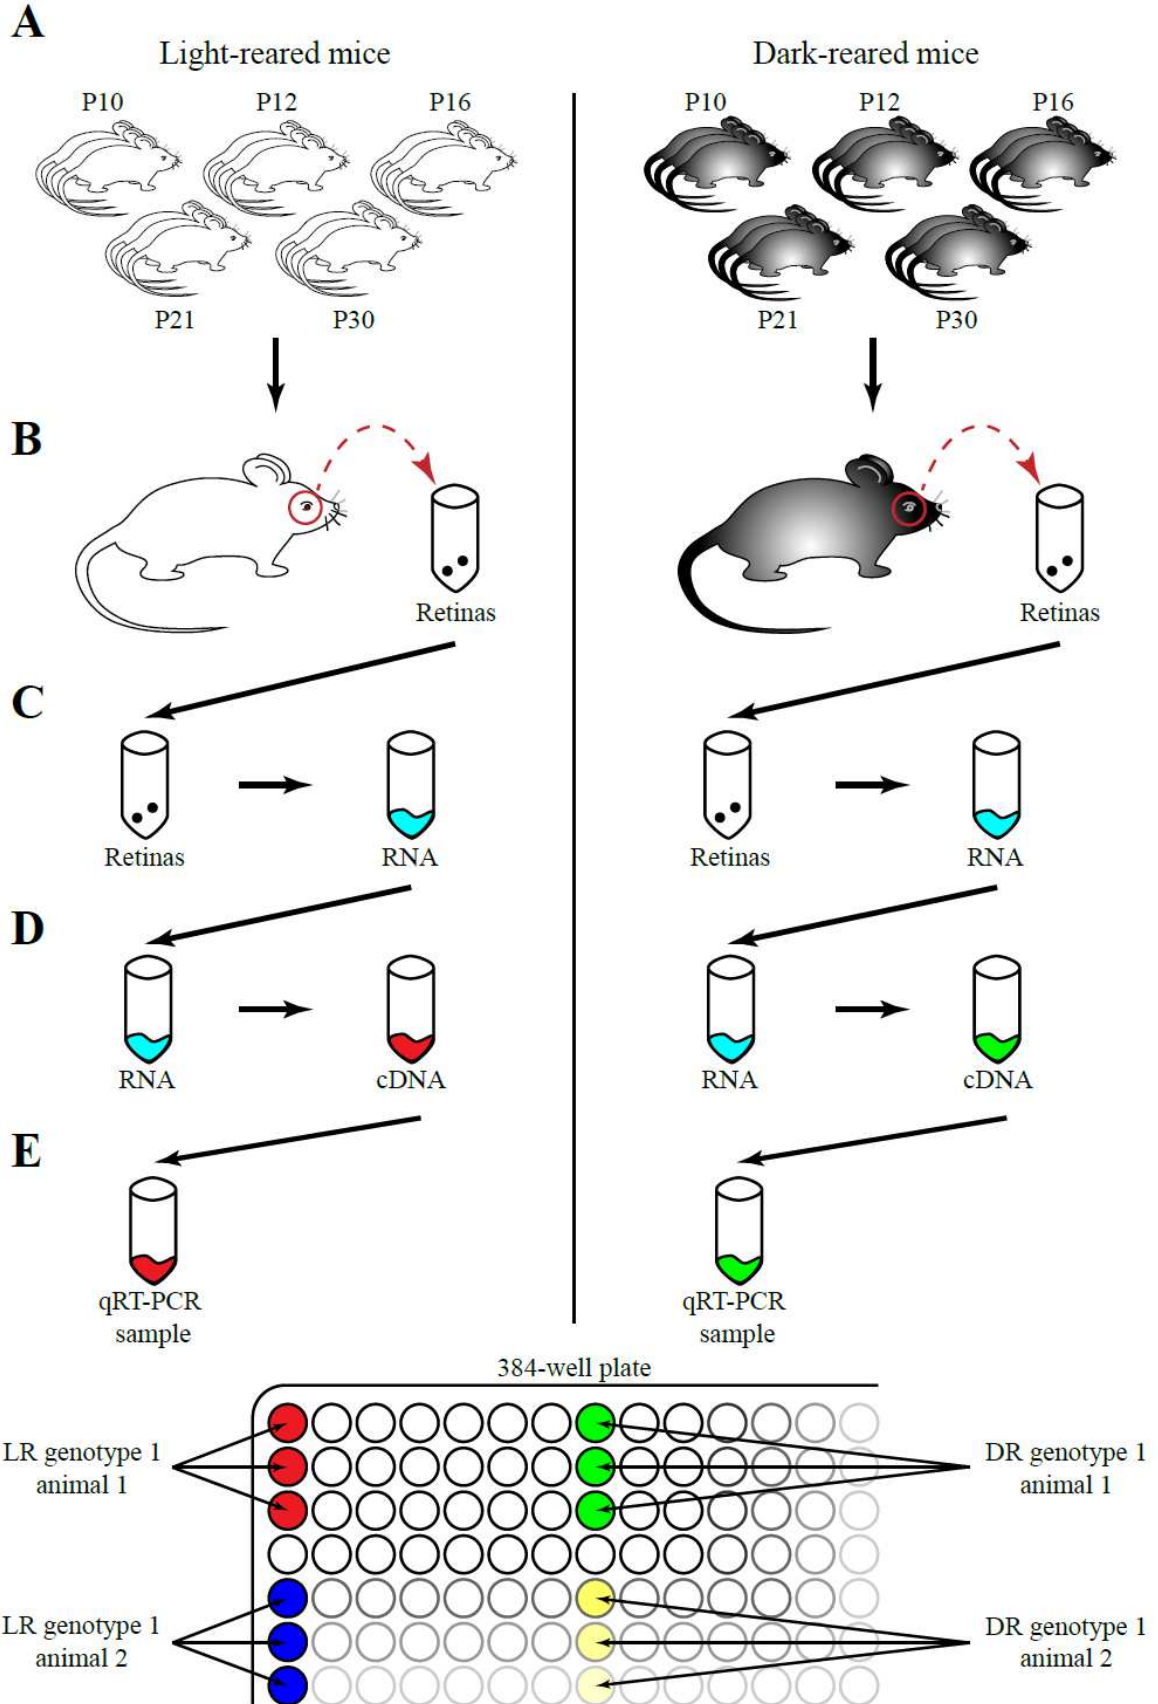 A
Light-reared mice
Dark-reared mice
P10 P12 P16
P10 P12 P16
P21 P30
P21 P30
B
Retinas
Retinas
C
Retinas RNA
Retinas RNA
D
RNA cDNA
RNA cDNA
E
qRT-PCR
sample
qRT-PCR
sample
384-well plate
LR genotype 1
animal 1
DR genotype 1
animal 1
LR genotype 1
animal 2
DR genotype 1
animal 2